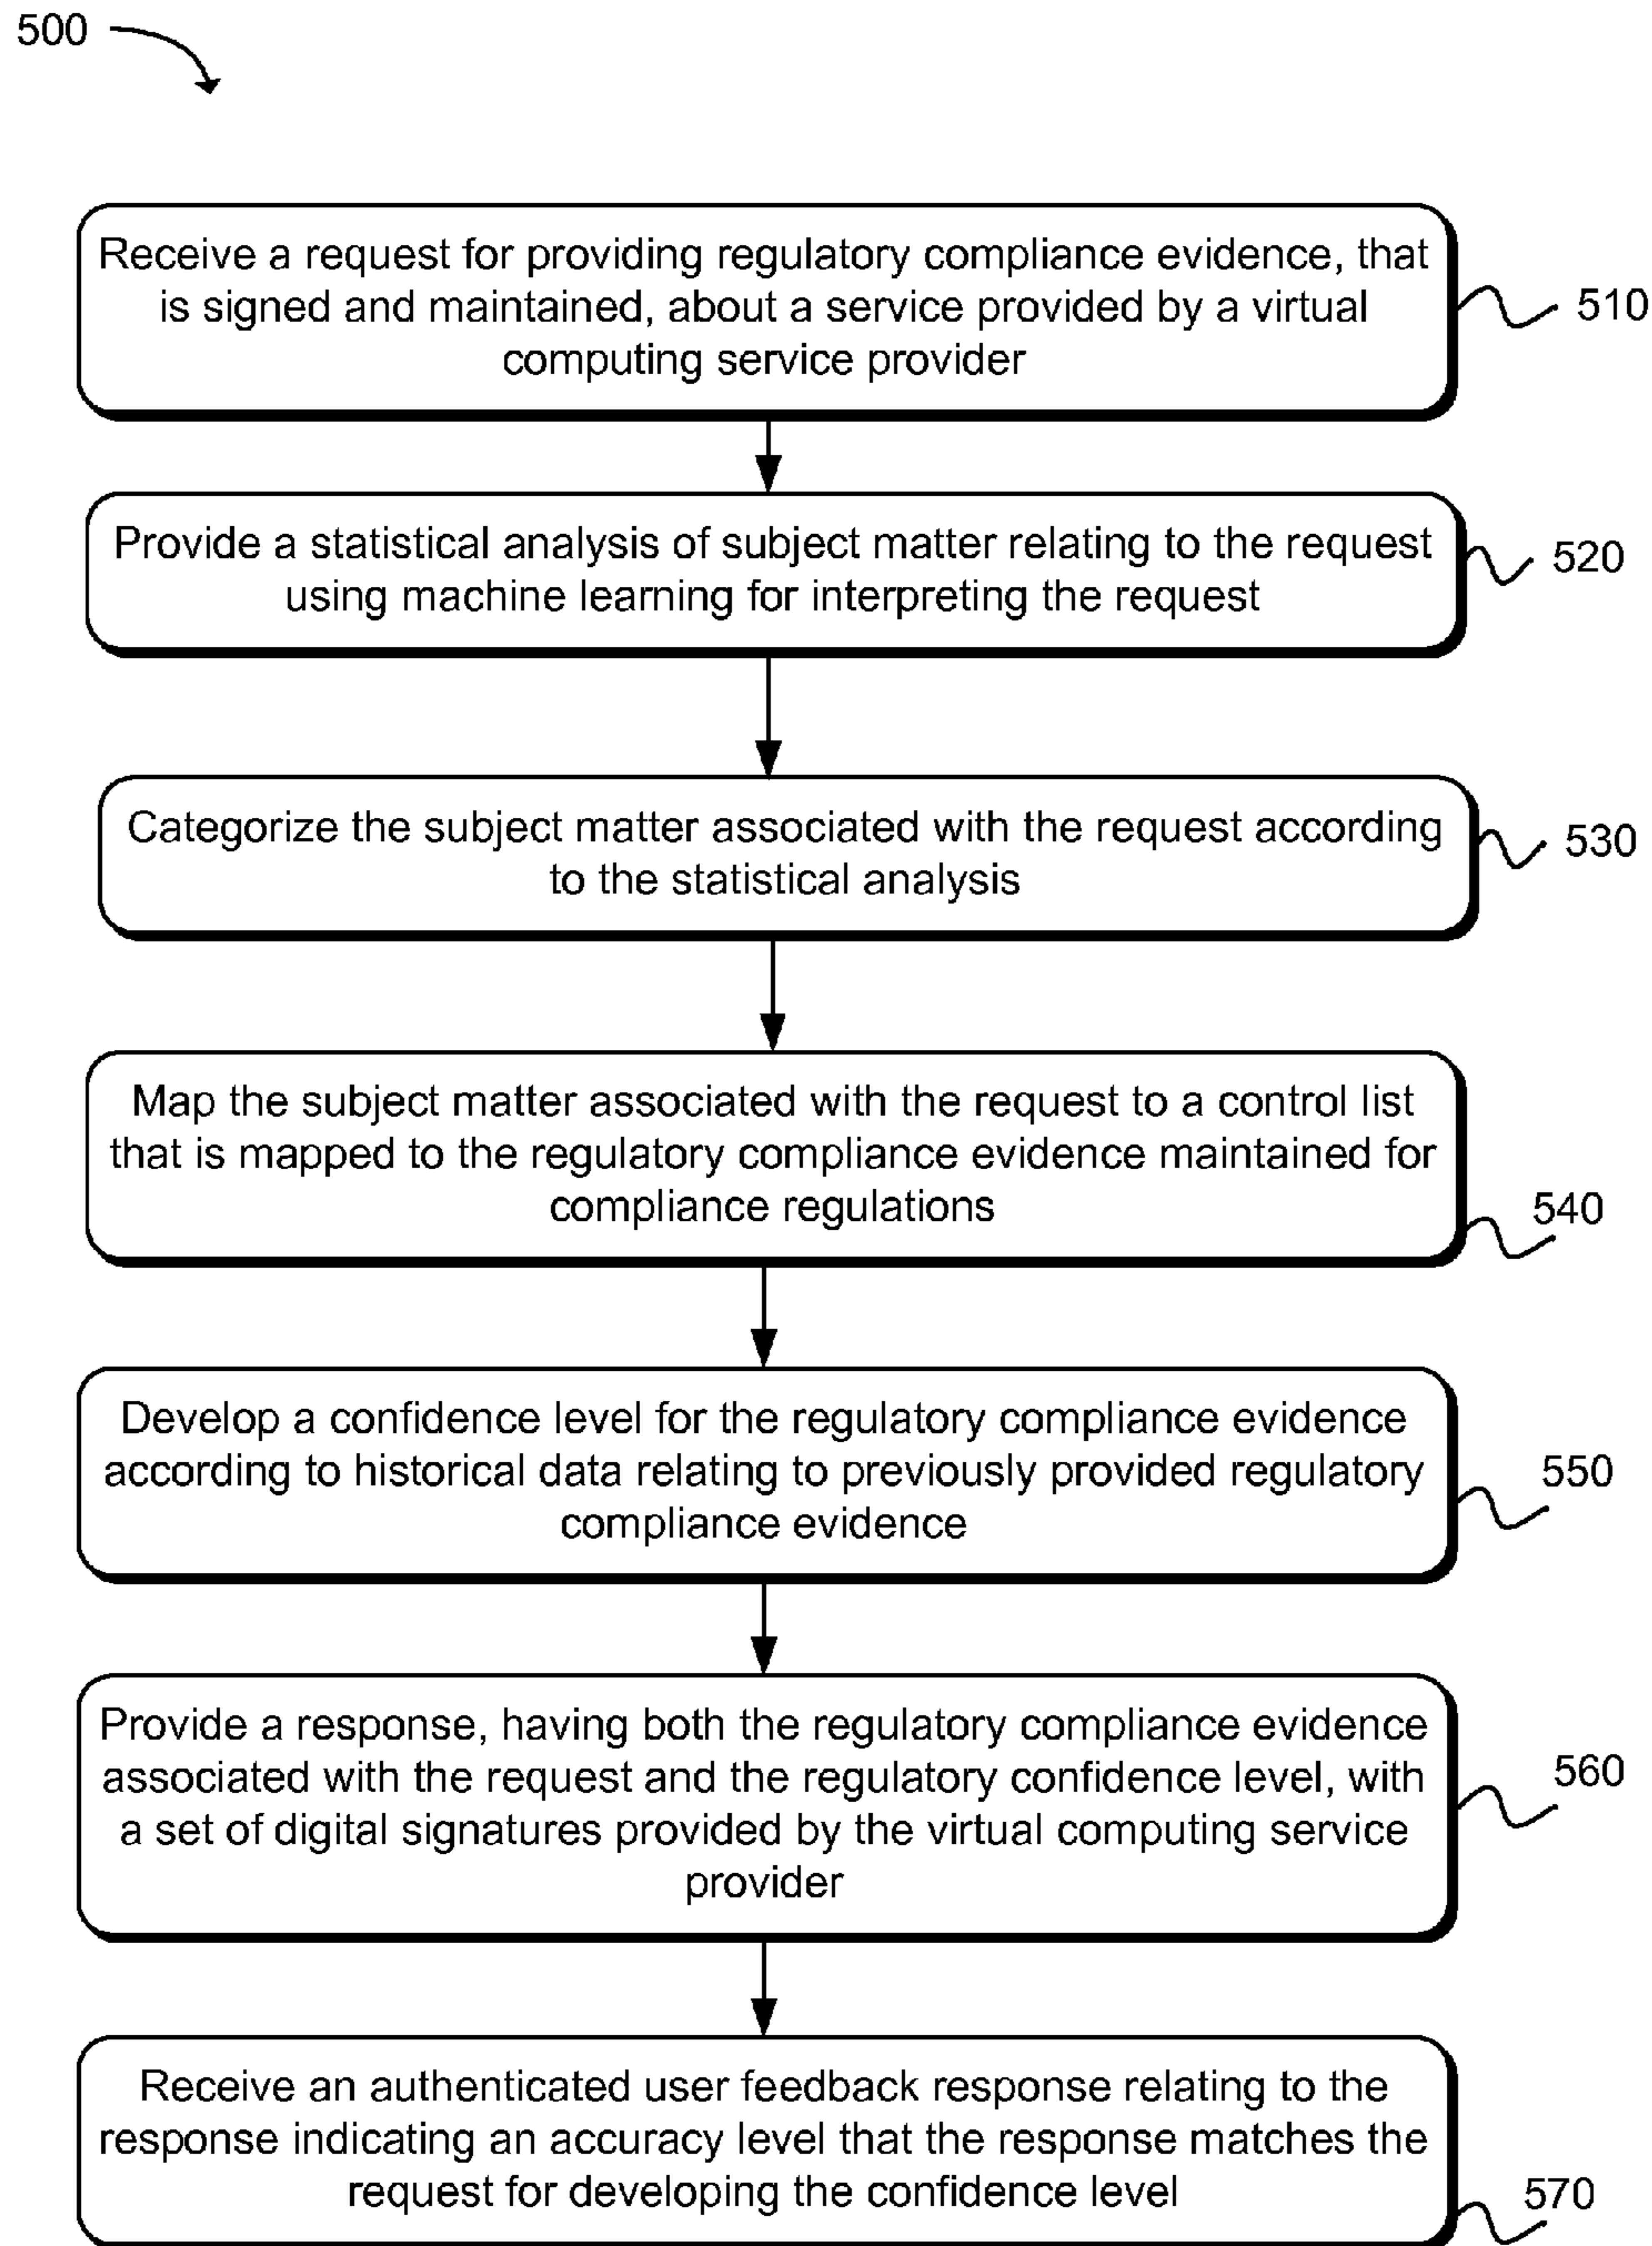 500
Receive a request for providing regulatory compliance evidence, that
is signed and maintained, about a service provided by a virtual
computing service provider
510
Provide a statistical analysis of subject matter relating to the request
using machine learning for interpreting the request
520
Categorize the subject matter associated with the request according
to the statistical analysis
530
Map the subject matter associated with the request to a control list
that is mapped to the regulatory compliance evidence maintained for
compliance regulations
540
Develop a confidence level for the regulatory compliance evidence
according to historical data relating to previously provided regulatory
compliance evidence
550
Provide a response, having both the regulatory compliance evidence
associated with the request and the regulatory confidence level, with
a set of digital signatures provided by the virtual computing service
provider
560
Receive an authenticated user feedback response relating to the
response indicating an accuracy level that the response matches the
request for developing the confidence level
570